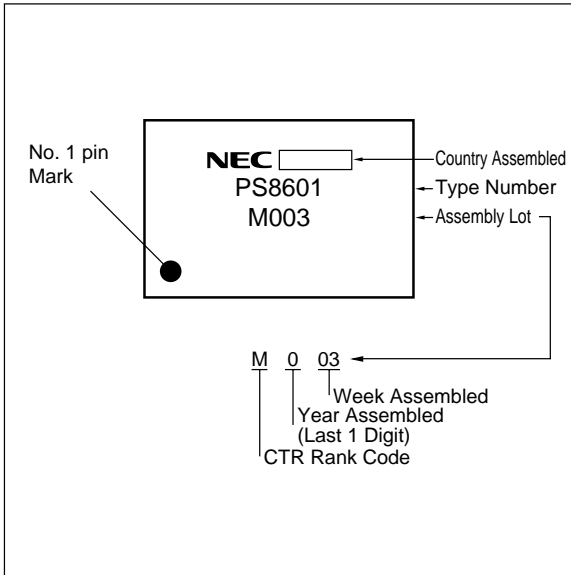 No. 1 pin
Mark
NEC
Country Assembled
PS8601
Type Number
M003
Assembly Lot
M 0 03
Week Assembled
Year Assembled
(Last 1 Digit)
CTR Rank Code